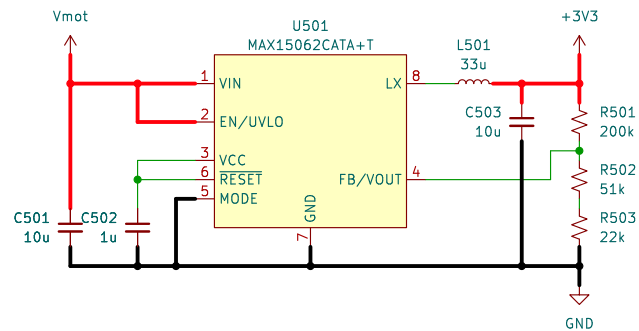 Vmot
U501
MAX15062CATA+T
+3V3
L501
33u
1
VIN
LX
8
2
EN/UVLO
C503
10u
R501
200k
3
VCC
6
RESET
FB/VOUT
4
R502
51k
5
MODE
GND
7
C501
10u
C502
1u
R503
22k
GND